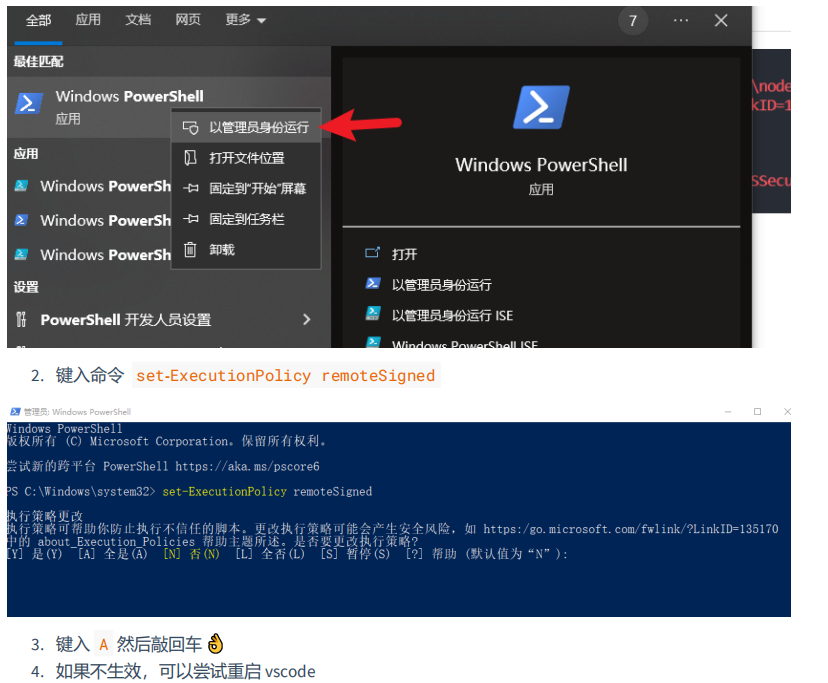 全部 应用 文档 网页 更多 7 ···
最佳匹配
Windows PowerShell
应用
以管理员身份运行
打开文件位置
固定到"开始"屏幕
固定到任务栏
卸载
应用
Windows PowerSh
Windows PowerSh
Windows PowerSh
设置
PowerShell 开发人员设置
Windows PowerShell
应用
打开
以管理员身份运行
以管理员身份运行 ISE
Windows PowerShell ISE
\node
kID=1
SSecu
2. 键入命令 set-ExecutionPolicy remoteSigned
管理员: Windows PowerShell
Windows PowerShell
版权所有 (C) Microsoft Corporation。保留所有权利。
尝试新的跨平台 PowerShell https://aka.ms/pscore6
PS C:\Windows\system32> set-ExecutionPolicy remoteSigned
执行策略更改
执行策略可帮助你防止执行不信任的脚本。更改执行策略可能会产生安全风险，如 https:/go.microsoft.com/fwlink/?LinkID=135170
中的 about_Execution_Policies 帮助主题所述。是否要更改执行策略?
[Y] 是(Y) [A] 全是(A) [N] 否(N) [L] 全否(L) [S] 暂停(S) [?] 帮助 (默认值为“N”):
3. 键入 A 然后敲回车👌
4. 如果不生效，可以尝试重启 vscode